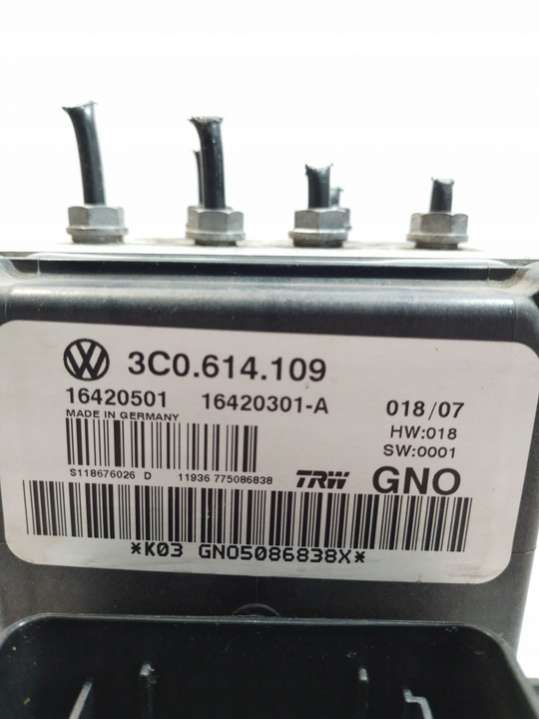 3C0.614.109
16420501 16420301-A 018/07
MADE IN GERMANY HW:018
SW:0001
S118676026 D 11936 775086838 TRW GNO
*K03 GNO5086838X*